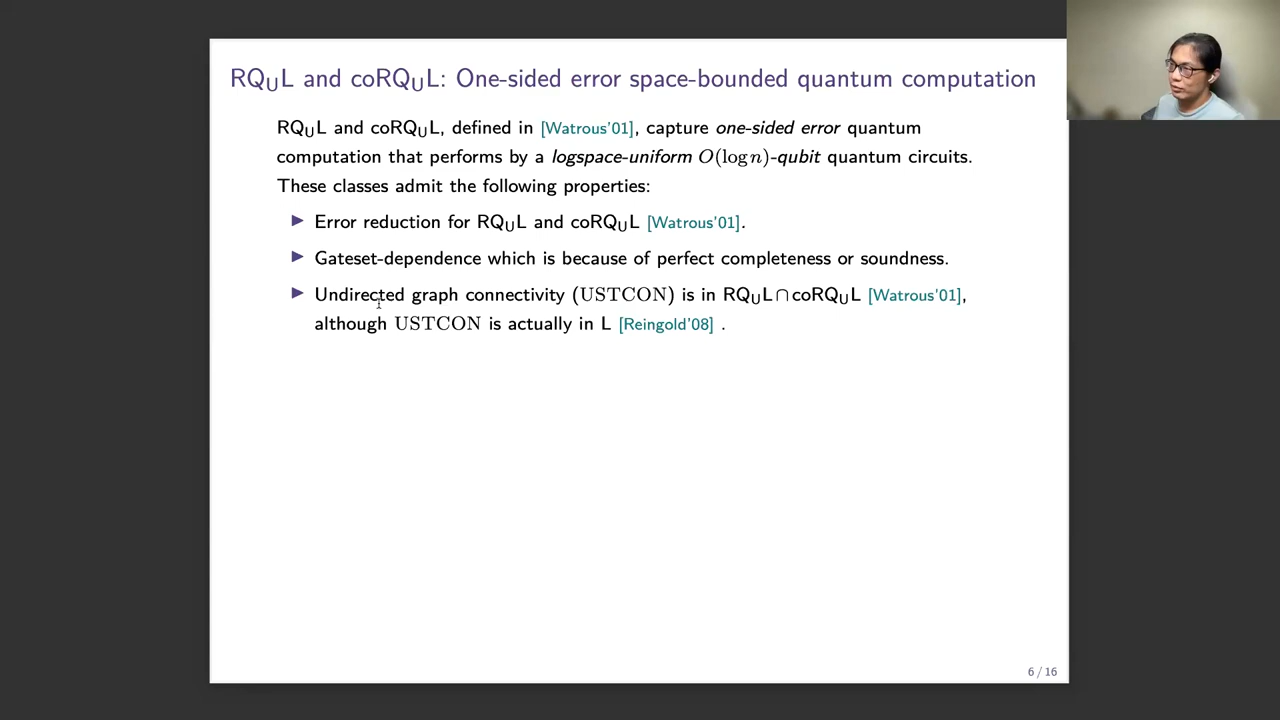 RQ_UL and coRQ_UL: One-sided error space-bounded quantum computation
RQ_UL and coRQ_UL, defined in [Watrous'01], capture one-sided error quantum
computation that performs by a logspace-uniform O(log n)-qubit quantum circuits.
These classes admit the following properties:
▶ Error reduction for RQ_UL and coRQ_UL [Watrous'01].
▶ Gateset-dependence which is because of perfect completeness or soundness.
▶ Undirected graph connectivity (USTCON) is in RQ_UL∩coRQ_UL [Watrous'01],
although USTCON is actually in L [Reingold'08] .
6 / 16